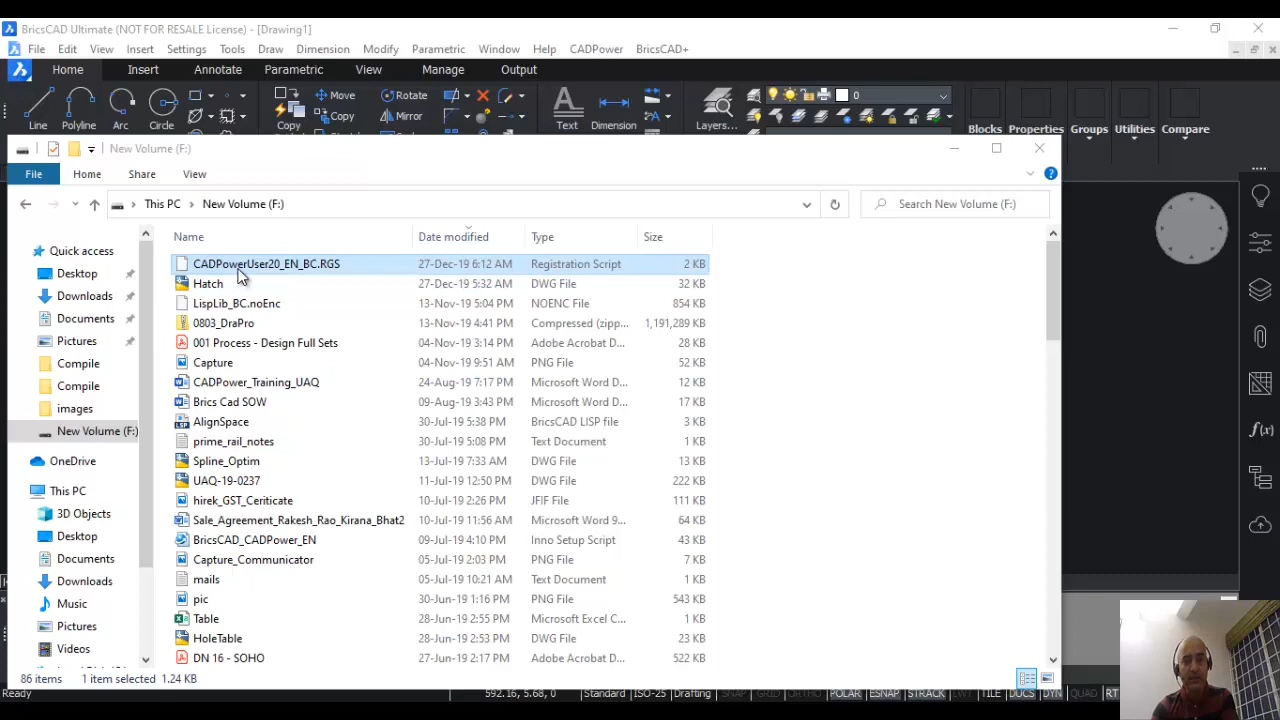 BricsCAD Ultimate (NOT FOR RESALE License) - [Drawing1]
File Edit View Insert Settings Tools Draw Dimension Modify Parametric Window Help CADPower BricsCAD+
Home Insert Annotate Parametric View Manage Output
Move Rotate
Copy Mirror
Line Polyline Arc Circle Copy Text Dimension Layers... 0 Blocks Properties Groups Utilities Compare
New Volume (F:)
File Home Share View
This PC New Volume (F:) Search New Volume (F:)
Name Date modified Type Size
Quick access
Desktop
Downloads
Documents
Pictures
Compile
Compile
images
New Volume (F:)
OneDrive
This PC
3D Objects
Desktop
Documents
Downloads
Music
Pictures
Videos
CADPowerUser20_EN_BC.RGS 27-Dec-19 6:12 AM Registration Script 2 KB
Hatch 27-Dec-19 5:32 AM DWG File 32 KB
LispLib_BC.noEnc 13-Nov-19 5:04 PM NOENC File 854 KB
0803_DraPro 13-Nov-19 4:41 PM Compressed (zipp... 1,191,289 KB
001 Process - Design Full Sets 04-Nov-19 3:14 PM Adobe Acrobat D... 28 KB
Capture 04-Nov-19 9:51 AM PNG File 52 KB
CADPower_Training_UAQ 24-Aug-19 7:17 PM Microsoft Word D... 12 KB
Brics Cad SOW 09-Aug-19 3:43 PM Microsoft Word D... 17 KB
AlignSpace 30-Jul-19 5:38 PM BricsCAD LISP file 3 KB
prime_rail_notes 30-Jul-19 5:08 PM Text Document 1 KB
Spline_Optim 13-Jul-19 7:33 AM DWG File 13 KB
UAQ-19-0237 11-Jul-19 12:50 PM DWG File 222 KB
hirek_GST_Ceriticate 10-Jul-19 2:26 PM JFIF File 111 KB
Sale_Agreement_Rakesh_Rao_Kirana_Bhat2 10-Jul-19 11:56 AM Microsoft Word 9... 64 KB
BricsCAD_CADPower_EN 09-Jul-19 4:10 PM Inno Setup Script 43 KB
Capture_Communicator 05-Jul-19 2:03 PM PNG File 7 KB
mails 05-Jul-19 10:21 AM Text Document 1 KB
pic 30-Jun-19 1:16 PM PNG File 543 KB
Table 28-Jun-19 2:55 PM Microsoft Excel C... 1 KB
HoleTable 28-Jun-19 2:53 PM DWG File 23 KB
DN 16 - SOHO 27-Jun-19 2:17 PM Adobe Acrobat D... 522 KB
86 items 1 item selected 1.24 KB
Ready 592.16, 5.68, 0 Standard ISO-25 Drafting SNAP GRID ORTHO POLAR ESNAP STRACK LWT TILE DUCS DYN QUAD RT